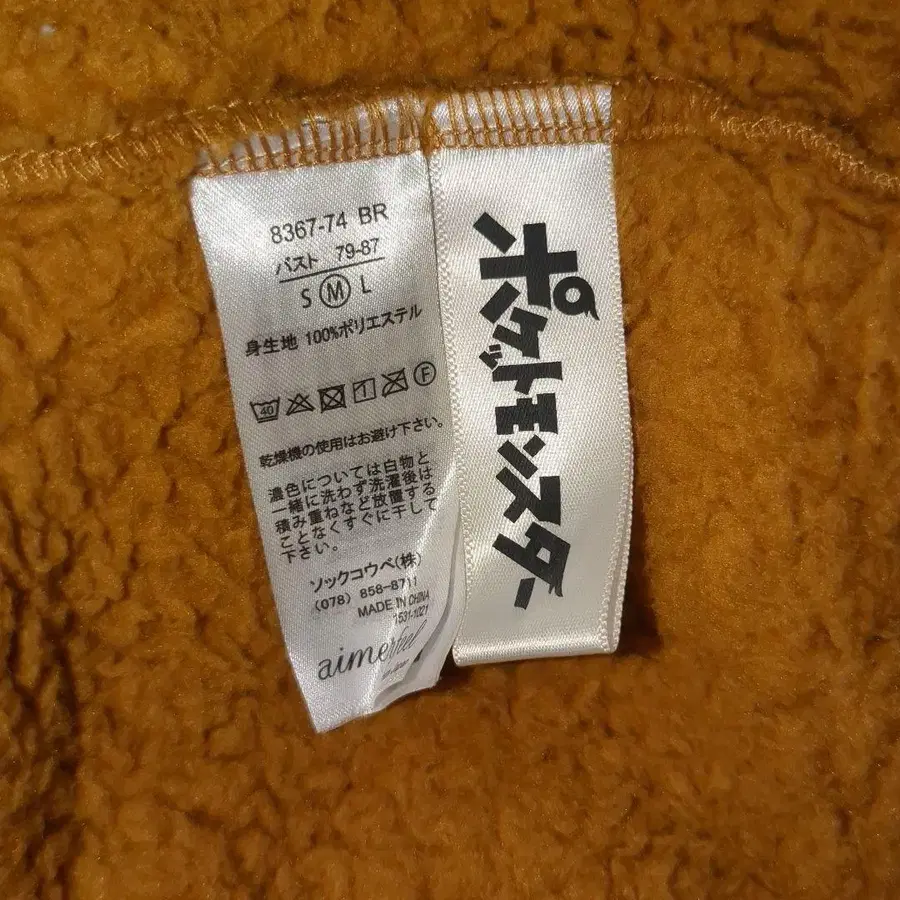 8367-74 BR
バスト 79-87
S M L
身生地 100%ポリエステル
40 1 F
乾燥機の使用はお避け下さい。
濃色については白物と
一緒に洗わず洗濯後は
積み重ねなど放置する
ことなくすぐに干して
下さい。
ソックコウベ(株)
(078) 858-8711
MADE IN CHINA
1531-1021
aimerfeel
ポケットモンスター